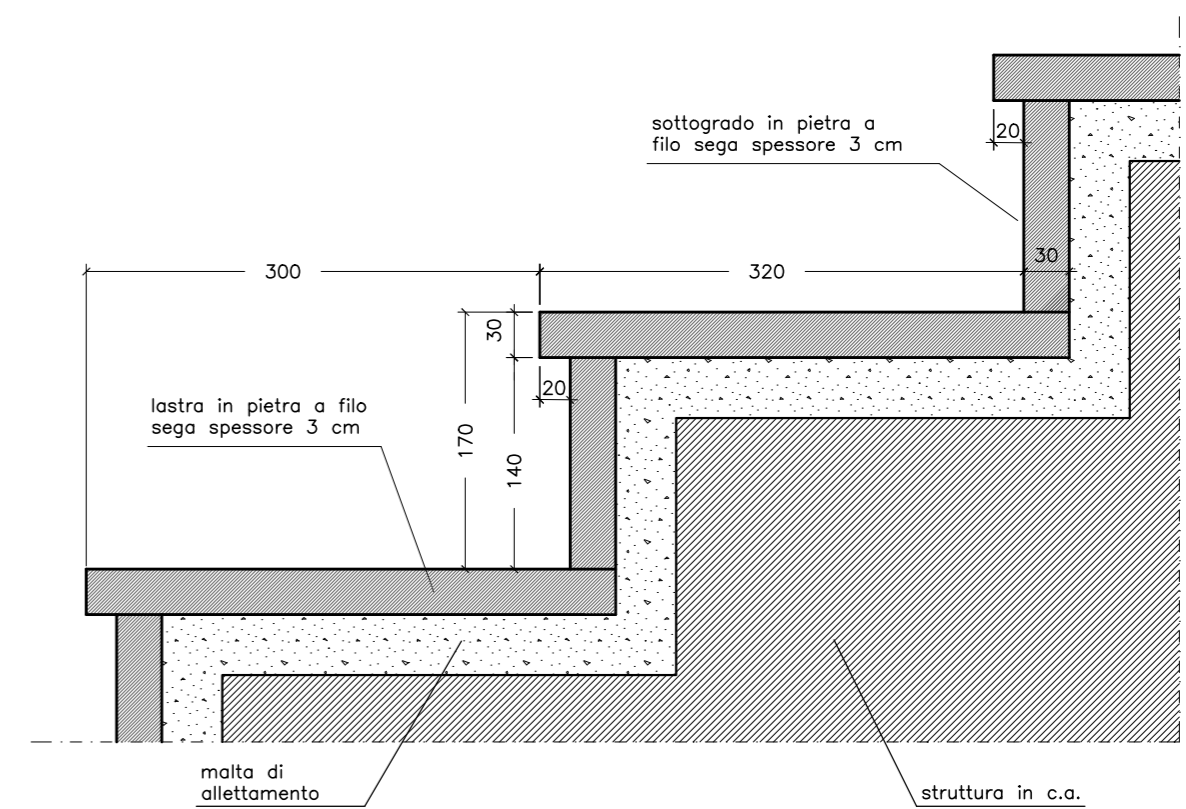 sottogrado in pietra a
filo sega spessore 3 cm
20
300
320
30
30
20
170
140
lastra in pietra a filo
sega spessore 3 cm
malta di
allettamento
struttura in c.a.